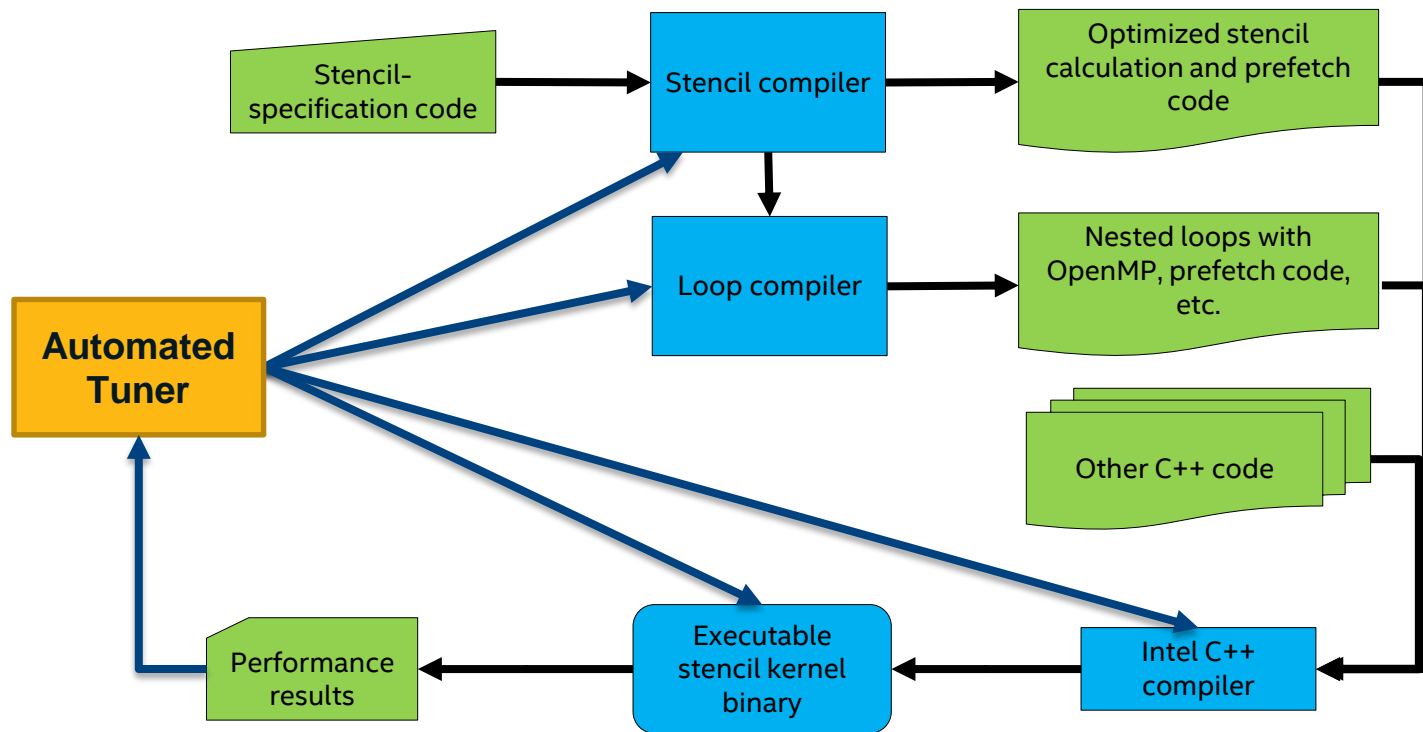 Stencil-
specification code
Stencil compiler
Optimized stencil
calculation and prefetch
code
Loop compiler
Nested loops with
OpenMP, prefetch code,
etc.
Automated
Tuner
Other C++ code
Performance
results
Executable
stencil kernel
binary
Intel C++
compiler